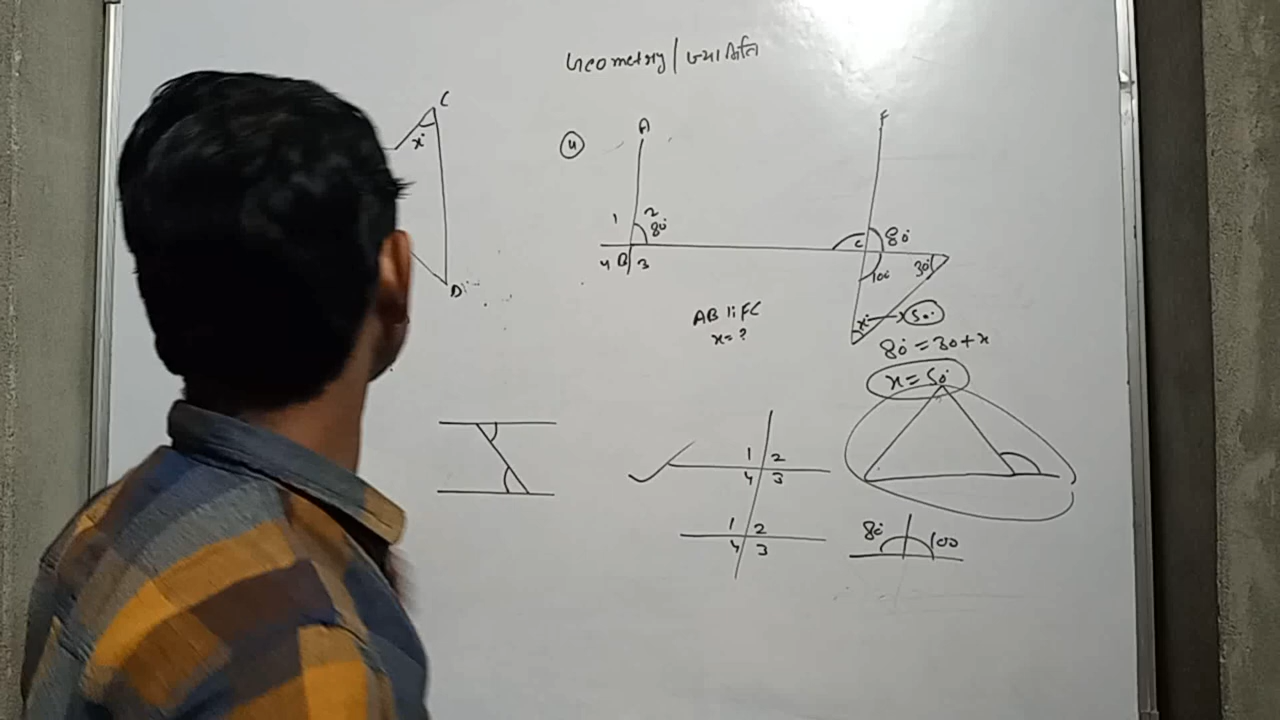 Geometry/ज्यामिति
C
x°
D
4
A
F
1 2
80°
4 B 3
C
80°
100
30°
x° → 50°
AB ∥ FC
x = ?
80° = 30 + x
x = 50°
1 2
4 3
1 2
4 3
80° 100